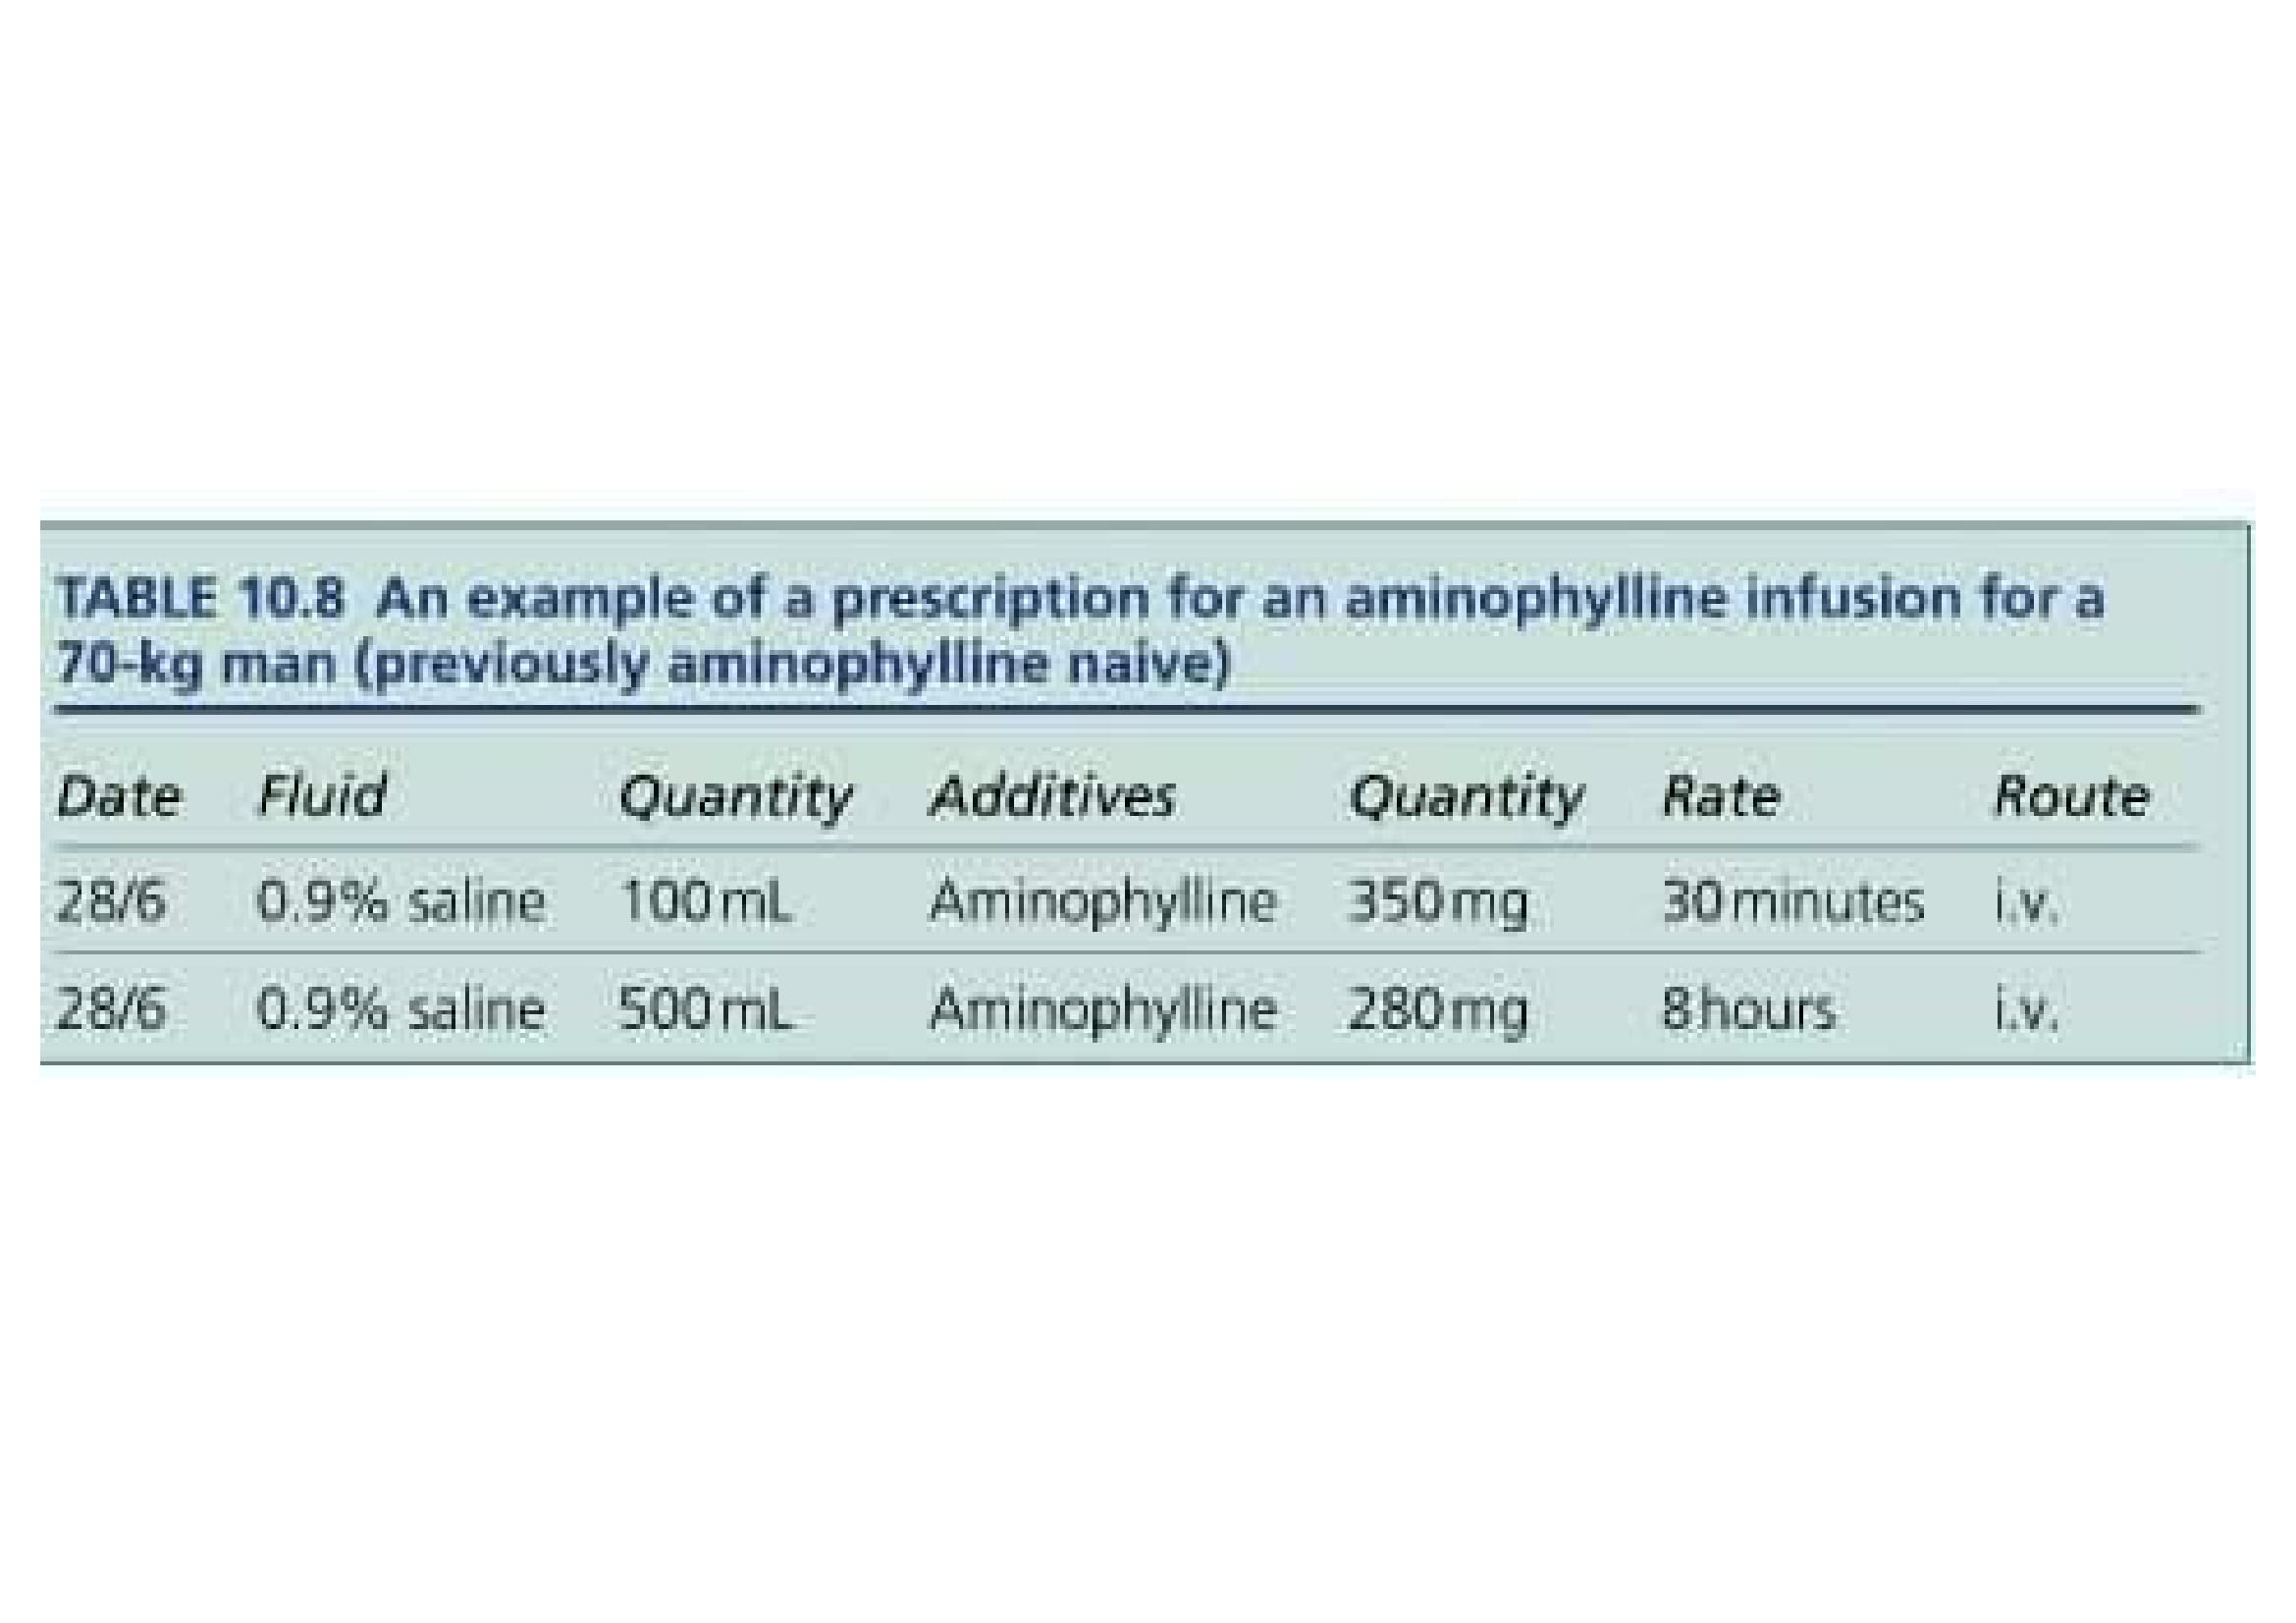 TABLE 10.8 An example of a prescription for an aminophylline infusion for a
70-kg man (previously aminophylline naive)
Date Fluid Quantity Additives Quantity Rate Route
28/6 0.9% saline 100 mL Aminophylline 350 mg 30 minutes i.v.
28/6 0.9% saline 500 mL Aminophylline 280 mg 8 hours i.v.